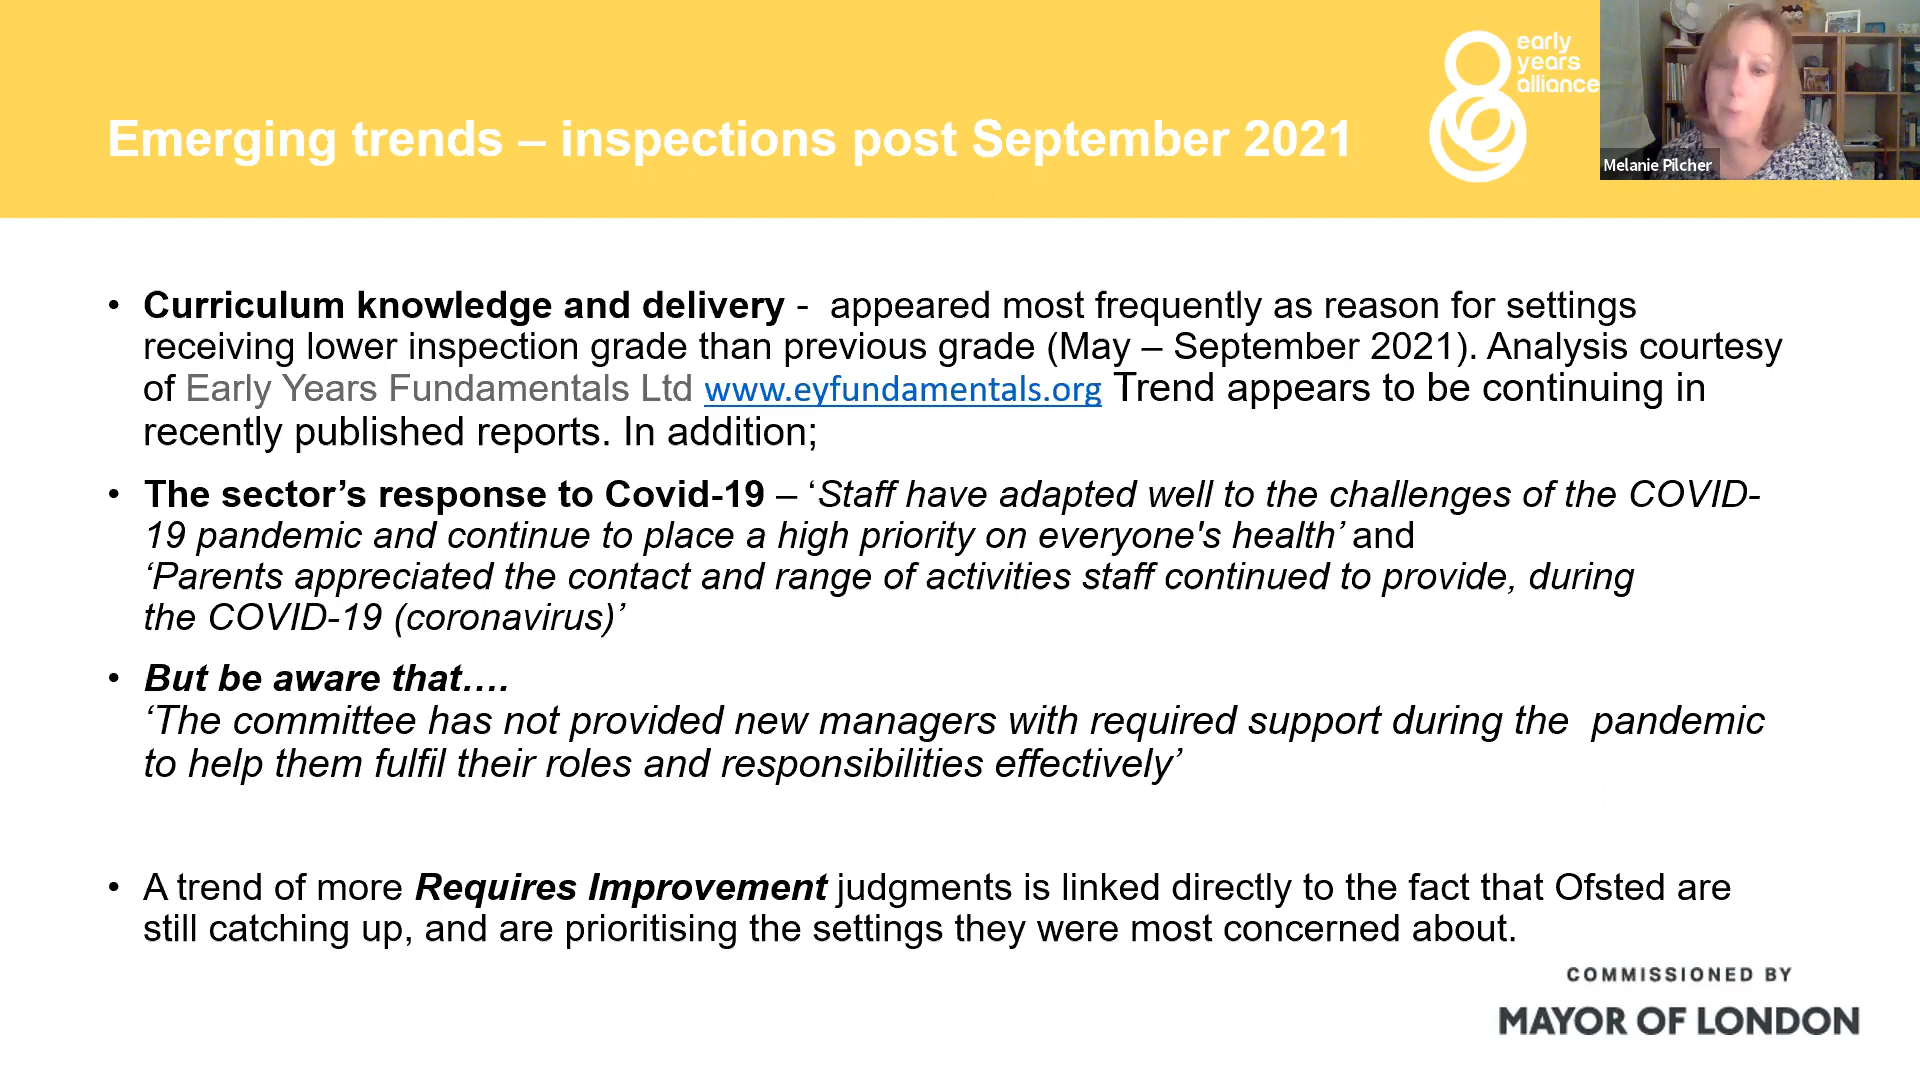 early
years
alliance
Melanie Pilcher
Emerging trends – inspections post September 2021
• Curriculum knowledge and delivery -  appeared most frequently as reason for settings
receiving lower inspection grade than previous grade (May – September 2021). Analysis courtesy
of Early Years Fundamentals Ltd www.eyfundamentals.org Trend appears to be continuing in
recently published reports. In addition;
• The sector’s response to Covid-19 – ‘Staff have adapted well to the challenges of the COVID-
19 pandemic and continue to place a high priority on everyone's health’ and
‘Parents appreciated the contact and range of activities staff continued to provide, during
the COVID-19 (coronavirus)’
• But be aware that….
‘The committee has not provided new managers with required support during the  pandemic
to help them fulfil their roles and responsibilities effectively’
• A trend of more Requires Improvement judgments is linked directly to the fact that Ofsted are
still catching up, and are prioritising the settings they were most concerned about.
COMMISSIONED BY
MAYOR OF LONDON